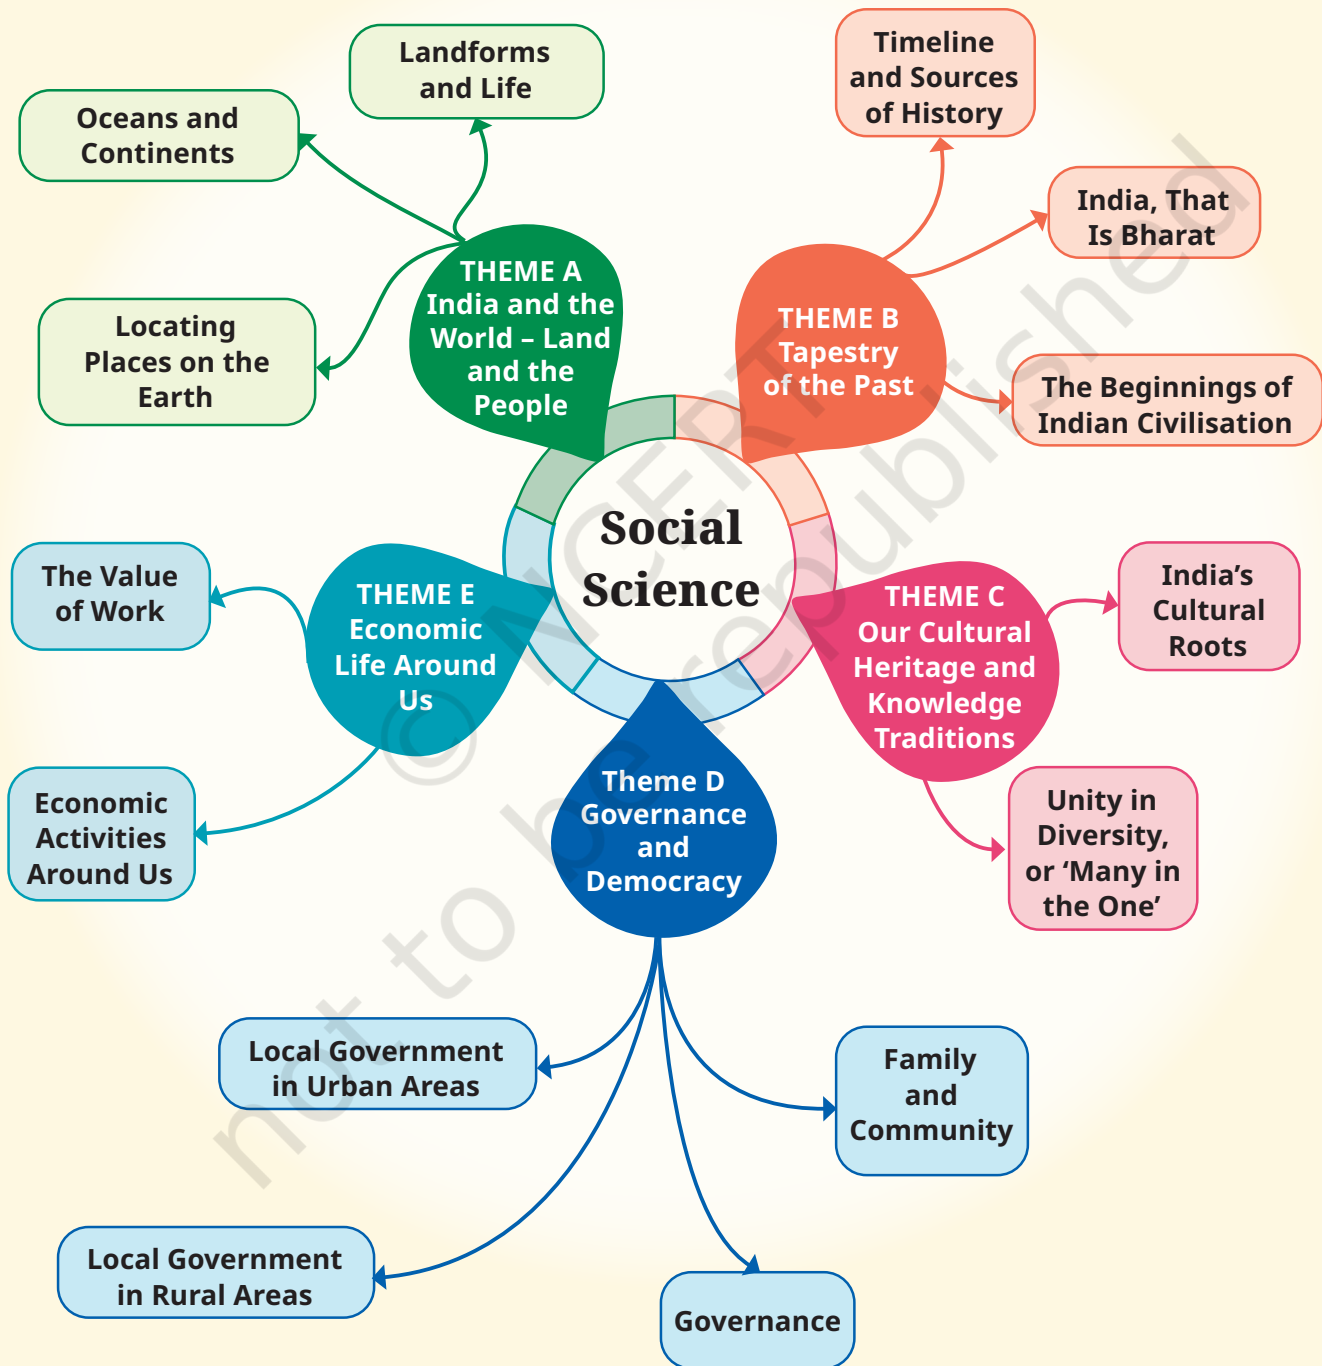 Landforms
and Life
Oceans and
Continents
Locating
Places on the
Earth
THEME A
India and the
World – Land
and the
People
Timeline
and Sources
of History
India, That
Is Bharat
The Beginnings of
Indian Civilisation
THEME B
Tapestry
of the Past
Social
Science
THEME C
Our Cultural
Heritage and
Knowledge
Traditions
India’s
Cultural
Roots
Unity in
Diversity,
or ‘Many in
the One’
THEME E
Economic
Life Around
Us
The Value
of Work
Economic
Activities
Around Us
Theme D
Governance
and
Democracy
Local Government
in Urban Areas
Family
and
Community
Local Government
in Rural Areas
Governance
© NCERT
not to be republished